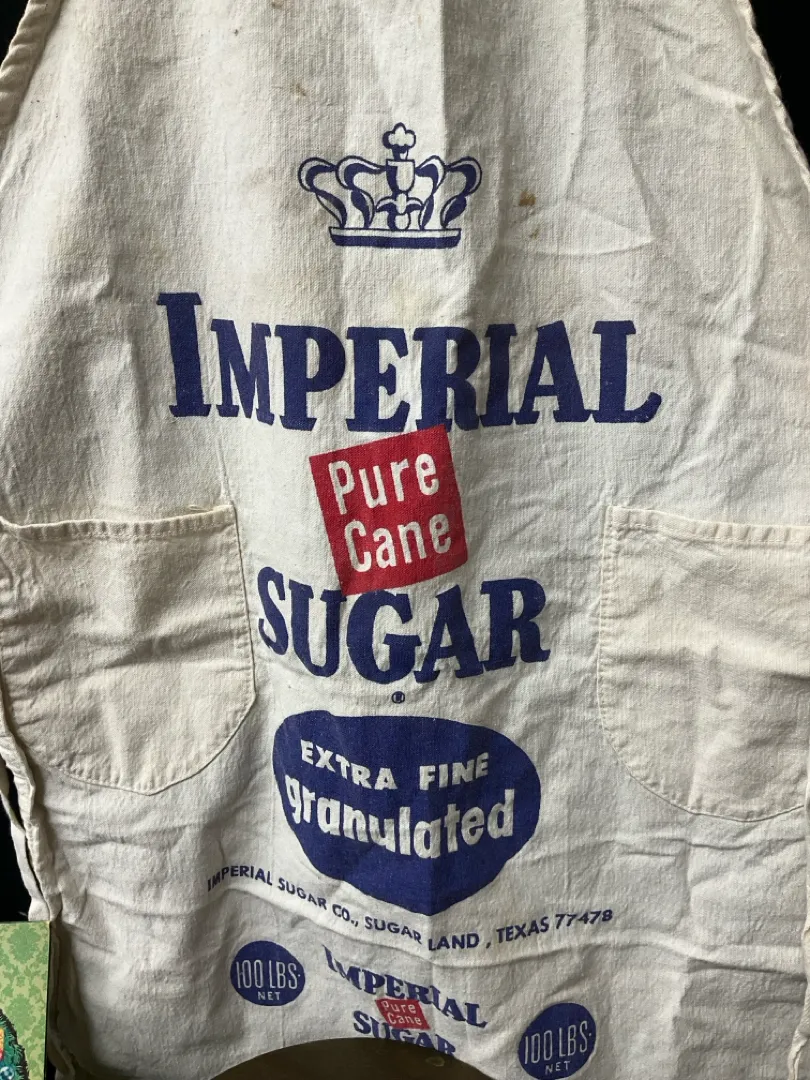 IMPERIAL
Pure
Cane
SUGAR
®
EXTRA FINE
granulated
IMPERIAL SUGAR CO., SUGAR LAND, TEXAS 77478
100 LBS.
NET
IMPERIAL
Pure
Cane
SUGAR
100 LBS.
NET